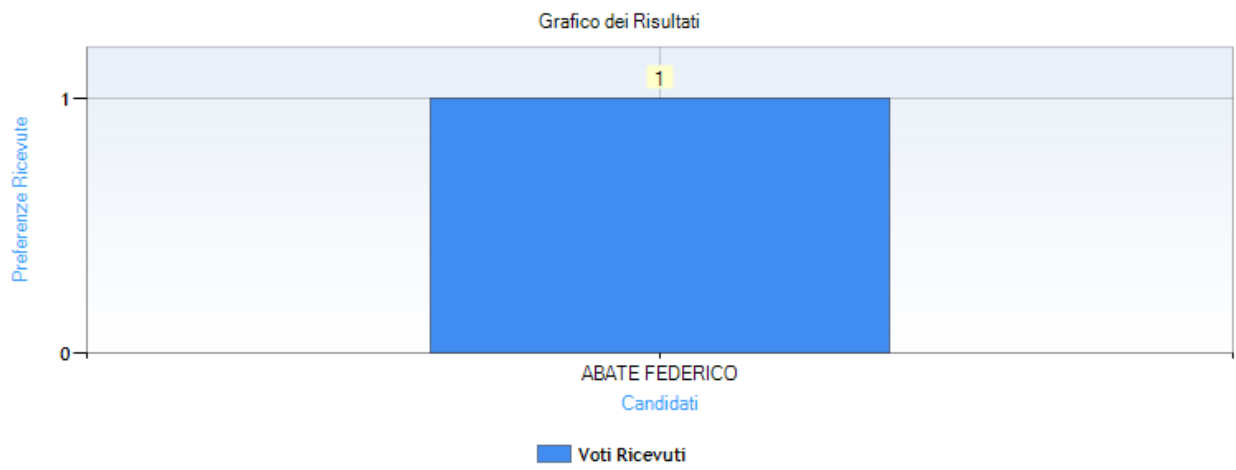 Grafico dei Risultati
1
1
Preferenze Ricevute
0
ABATE FEDERICO
Candidati
Voti Ricevuti